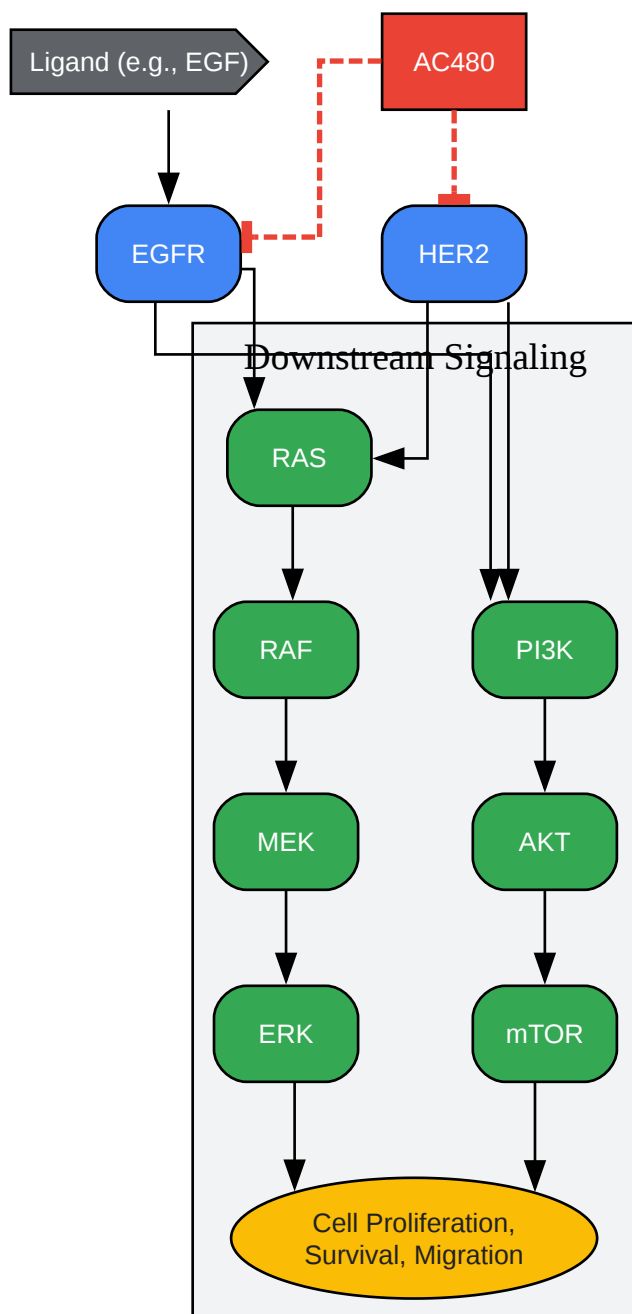 Ligand (e.g., EGF)
AC480
EGFR
HER2
Downstream Signaling
RAS
RAF
PI3K
MEK
AKT
ERK
mTOR
Cell Proliferation,
Survival, Migration